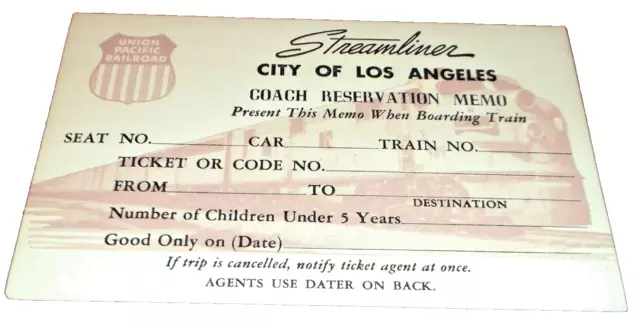 UNION
PACIFIC
RAILROAD
Streamliner
CITY OF LOS ANGELES
COACH RESERVATION MEMO
Present This Memo When Boarding Train
SEAT NO. CAR TRAIN NO.
TICKET OR CODE NO.
FROM TO
DESTINATION
Number of Children Under 5 Years
Good Only on (Date)
If trip is cancelled, notify ticket agent at once.
AGENTS USE DATER ON BACK.